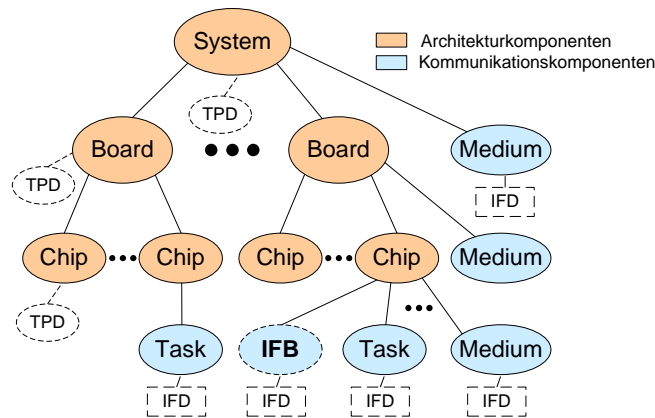 System
Architekturkomponenten
Kommunikationskomponenten
TPD
Board
Board
Medium
TPD
IFD
Chip
Chip
Chip
Chip
Medium
TPD
Task
IFB
Task
Medium
IFD
IFD
IFD
IFD